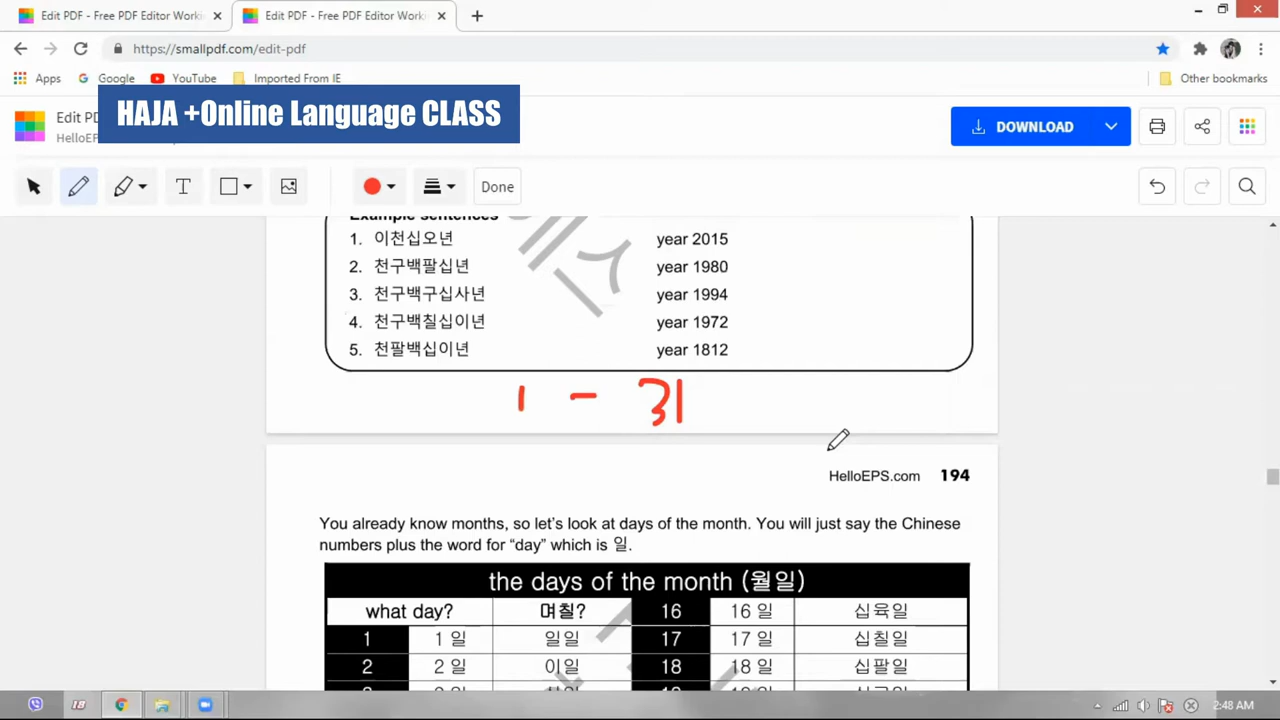 Edit PDF - Free PDF Editor Worki
Edit PDF - Free PDF Editor Worki
https://smallpdf.com/edit-pdf
Apps Google YouTube Imported From IE Other bookmarks
HAJA +Online Language CLASS
Edit PD
HelloEPS.
DOWNLOAD
T Done
Example sentences
1. 이천십오년 year 2015
2. 천구백팔십년 year 1980
3. 천구백구십사년 year 1994
4. 천구백칠십이년 year 1972
5. 천팔백십이년 year 1812
1 - 31
HelloEPS.com 194
You already know months, so let's look at days of the month. You will just say the Chinese
numbers plus the word for "day" which is 일.
the days of the month (월일)
what day? 며칠? 16 16 일 십육일
1 1 일 일일 17 17 일 십칠일
2 2 일 이일 18 18 일 십팔일
2:48 AM